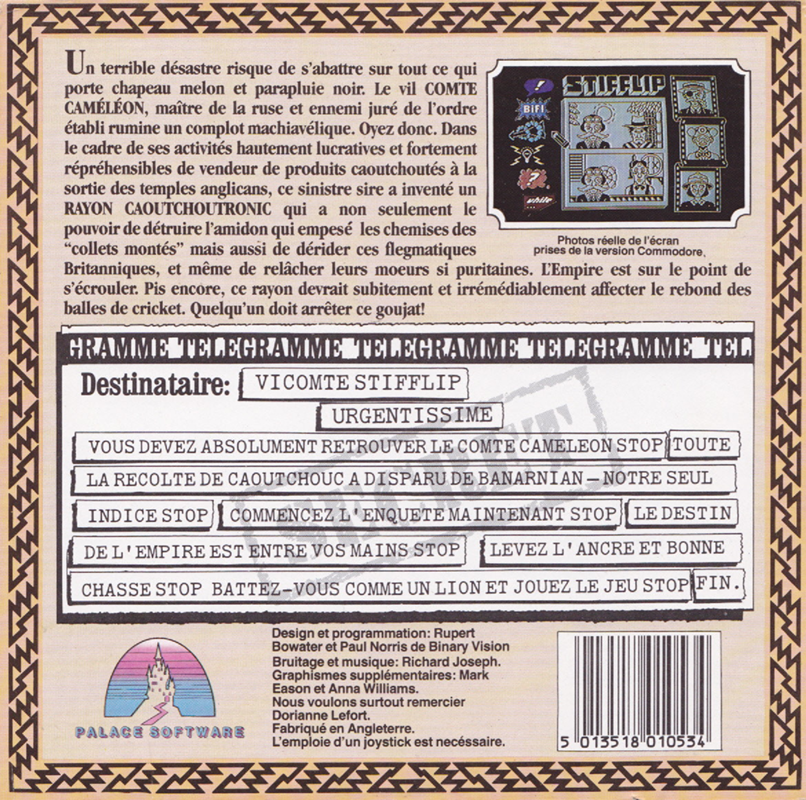 Un terrible désastre risque de s'abattre sur tout ce qui
porte chapeau melon et parapluie noir. Le vil COMTE
CAMÉLÉON, maître de la ruse et ennemi juré de l'ordre
établi rumine un complot machiavélique. Oyez donc. Dans
le cadre de ses activités hautement lucratives et fortement
répréhensibles de vendeur de produits caoutchoutés à la
sortie des temples anglicans, ce sinistre sire a inventé un
RAYON CAOUTCHOUTRONIC qui a non seulement le
pouvoir de détruire l'amidon qui empesé les chemises des
"collets montés" mais aussi de dérider ces flegmatiques
Britanniques, et même de relâcher leurs moeurs si puritaines. L'Empire est sur le point de
s'écrouler. Pis encore, ce rayon devrait subitement et irrémédiablement affecter le rebond des
balles de cricket. Quelqu'un doit arrêter ce goujat!
STIFFLIP
!
BIF!
?
while
Photos réelle de l'écran
prises de la version Commodore.
GRAMME TELEGRAMME TELEGRAMME TELEGRAMME TEL
Destinataire: VICOMTE STIFFLIP
URGENTISSIME
VOUS DEVEZ ABSOLUMENT RETROUVER LE COMTE CAMELEON STOP TOUTE
LA RECOLTE DE CAOUTCHOUC A DISPARU DE BANARNIAN – NOTRE SEUL
INDICE STOP COMMENCEZ L'ENQUETE MAINTENANT STOP LE DESTIN
DE L'EMPIRE EST ENTRE VOS MAINS STOP LEVEZ L'ANCRE ET BONNE
CHASSE STOP BATTEZ-VOUS COMME UN LION ET JOUEZ LE JEU STOP FIN.
SECRET
PALACE SOFTWARE
Design et programmation: Rupert
Bowater et Paul Norris de Binary Vision
Bruitage et musique: Richard Joseph.
Graphismes supplémentaires: Mark
Eason et Anna Williams.
Nous voulons surtout remercier
Dorianne Lefort.
Fabriqué en Angleterre.
L'emploie d'un joystick est necéssaire.
5 013518 010534